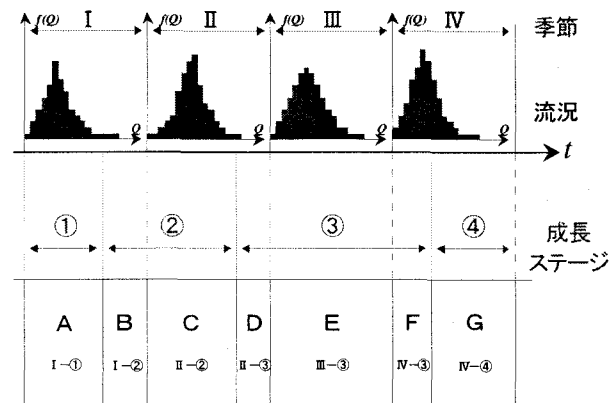 f(Q) I f(Q) II f(Q) III f(Q) IV 季節
Q Q Q Q 流況
t
① ② ③ ④ 成長
ステージ
A B C D E F G
I-① I-② II-② II-③ III-③ IV-③ IV-④